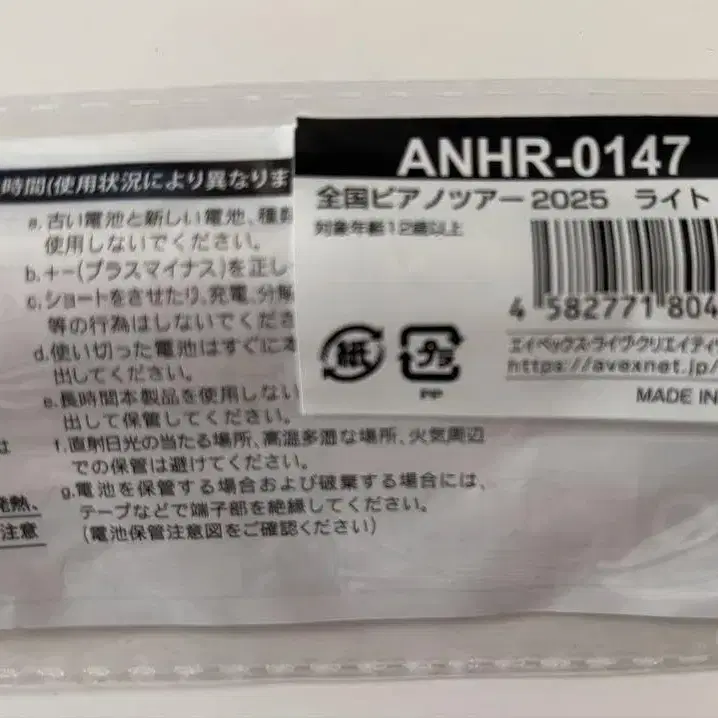 時間(使用状況により異なりま
a.古い電池と新しい電池、種類
使用しないでください。
b.+−(プラスマイナス)を正し
c.ショートをさせたり、充電、分解
等の行為はしないでくださ
d.使い切った電池はすぐに本
出してください。
e.長時間本製品を使用しない
出して保管してください。
f.直射日光の当たる場所、高温多湿な場所、火気周辺
での保管は避けてください。
g.電池を保管する場合および破棄する場合には、
テープなどで端子部を絶縁してください。
(電池保管注意図をご確認ください)
は
発熱、
注意
ANHR-0147
全国ピアノツアー2025 ライト
対象年齢12歳以上
4 582771 804
紙
プラ
PP
エイベックス・ライヴ・クリエイティ
https://avexnet.jp/
MADE IN